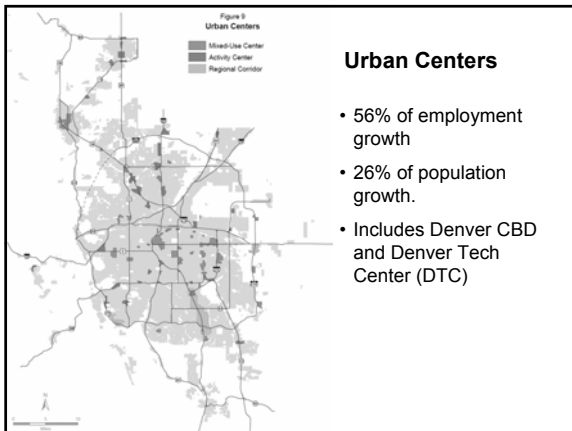 Figure 9
Urban Centers
Mixed-Use Center
Activity Center
Regional Corridor
Urban Centers
• 56% of employment
growth
• 26% of population
growth.
• Includes Denver CBD
and Denver Tech
Center (DTC)
N